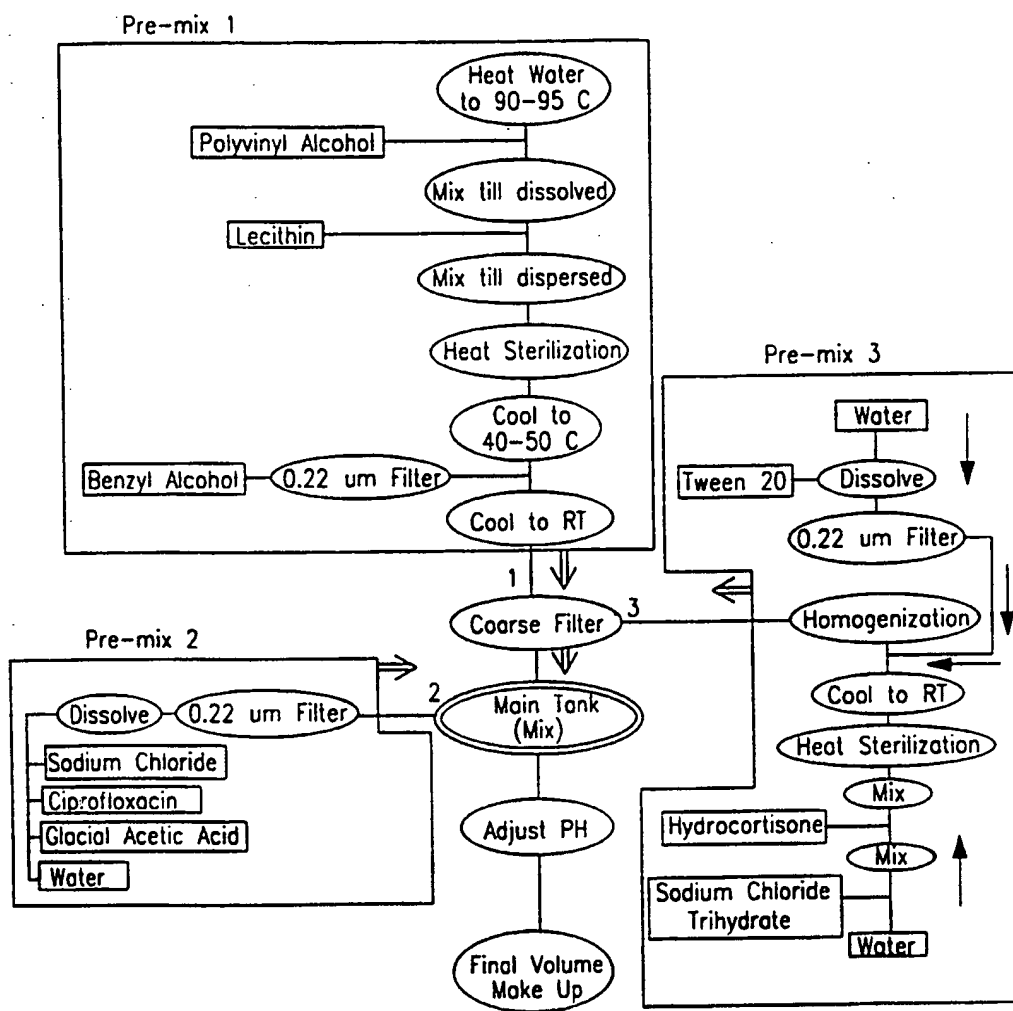 Pre-mix 1
Heat Water
to 90-95 C
Polyvinyl Alcohol
Mix till dissolved
Lecithin
Mix till dispersed
Heat Sterilization
Cool to
40-50 C
Benzyl Alcohol
0.22 um Filter
Cool to RT
1
Coarse Filter
3
Pre-mix 3
Water
Tween 20
Dissolve
0.22 um Filter
Homogenization
Cool to RT
Heat Sterilization
Mix
Hydrocortisone
Mix
Sodium Chloride
Trihydrate
Water
Pre-mix 2
Dissolve
0.22 um Filter
2
Sodium Chloride
Ciprofloxacin
Glacial Acetic Acid
Water
Main Tank
(Mix)
Adjust PH
Final Volume
Make Up